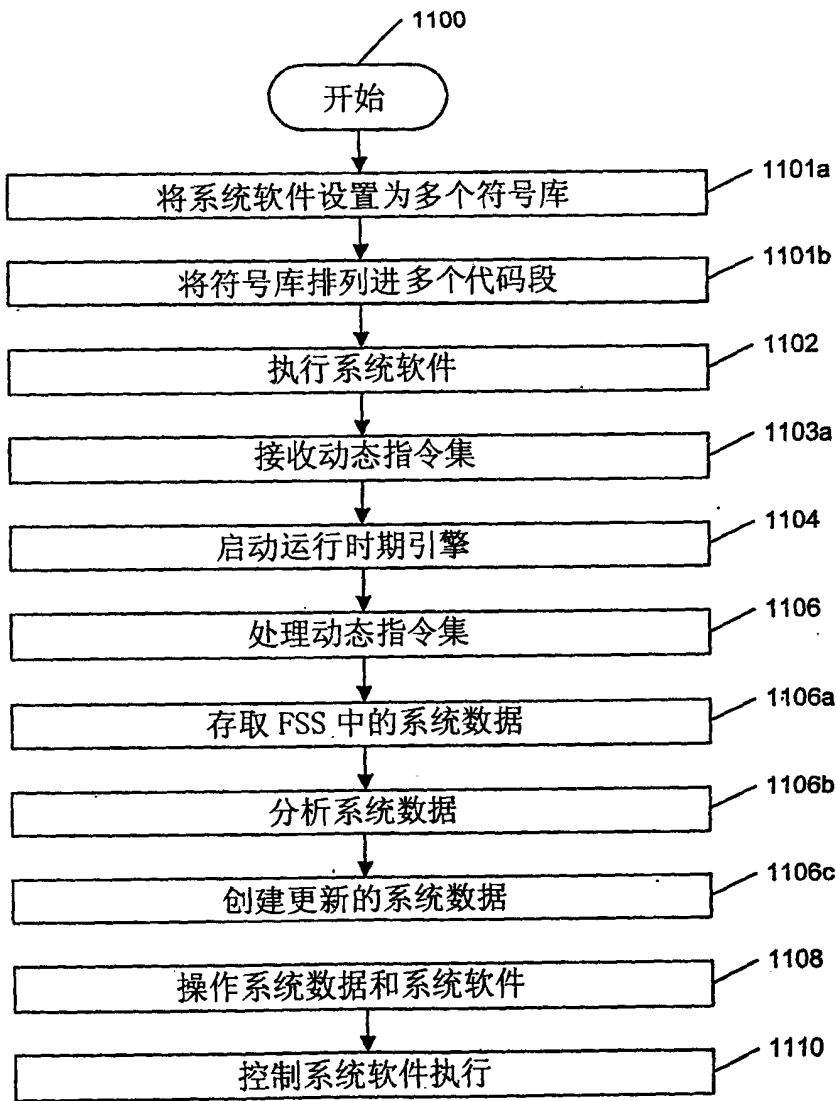 1100
开始
1101a
将系统软件设置为多个符号库
1101b
将符号库排列进多个代码段
1102
执行系统软件
1103a
接收动态指令集
1104
启动运行时期引擎
1106
处理动态指令集
1106a
存取 FSS 中的系统数据
1106b
分析系统数据
1106c
创建更新的系统数据
1108
操作系统数据和系统软件
1110
控制系统软件执行